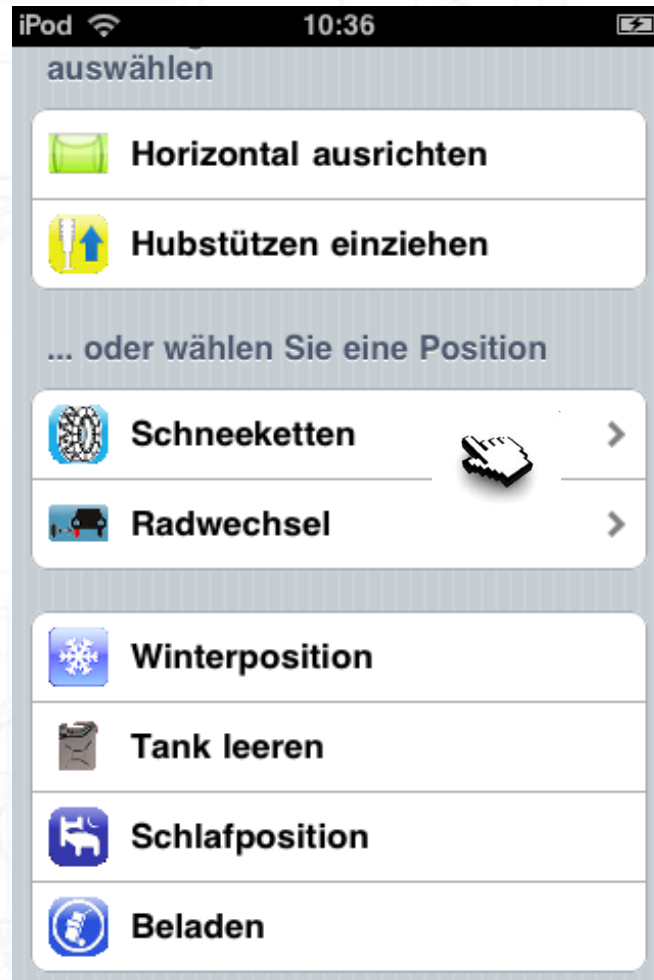 iPod 10:36
auswählen
Horizontal ausrichten
Hubstützen einziehen
... oder wählen Sie eine Position
Schneeketten
Radwechsel
Winterposition
Tank leeren
Schlafposition
Beladen